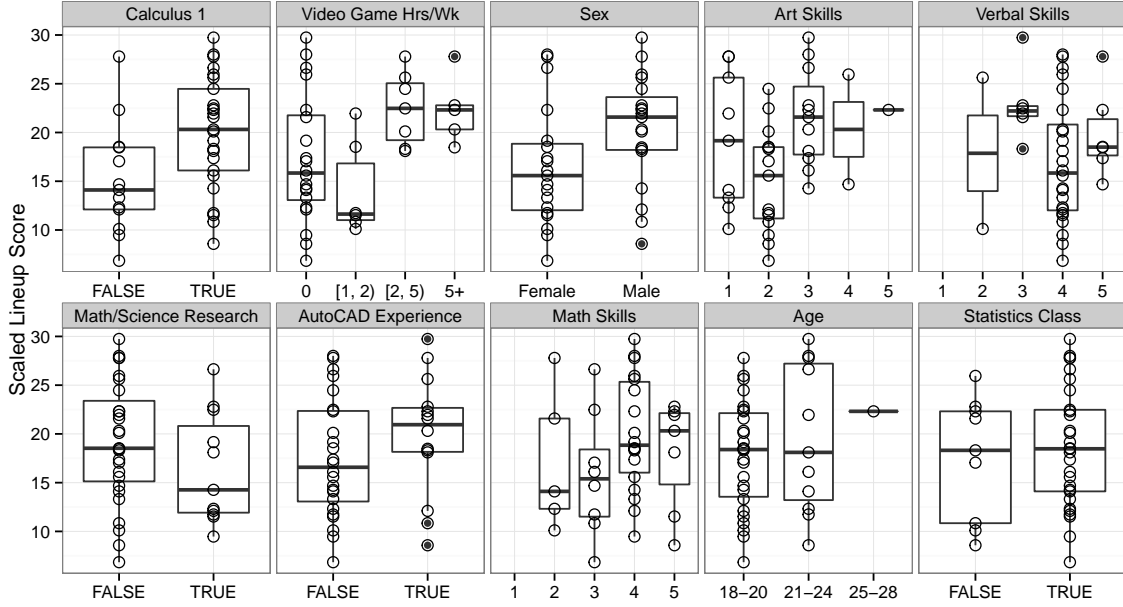 Calculus 1 Video Game Hrs/Wk Sex Art Skills Verbal Skills
30
25
20
15
10
FALSE TRUE 0 [1, 2) [2, 5) 5+ Female Male 1 2 3 4 5 1 2 3 4 5
Scaled Lineup Score
Math/Science Research AutoCAD Experience Math Skills Age Statistics Class
30
25
20
15
10
FALSE TRUE FALSE TRUE 1 2 3 4 5 18–20 21–24 25–28 FALSE TRUE